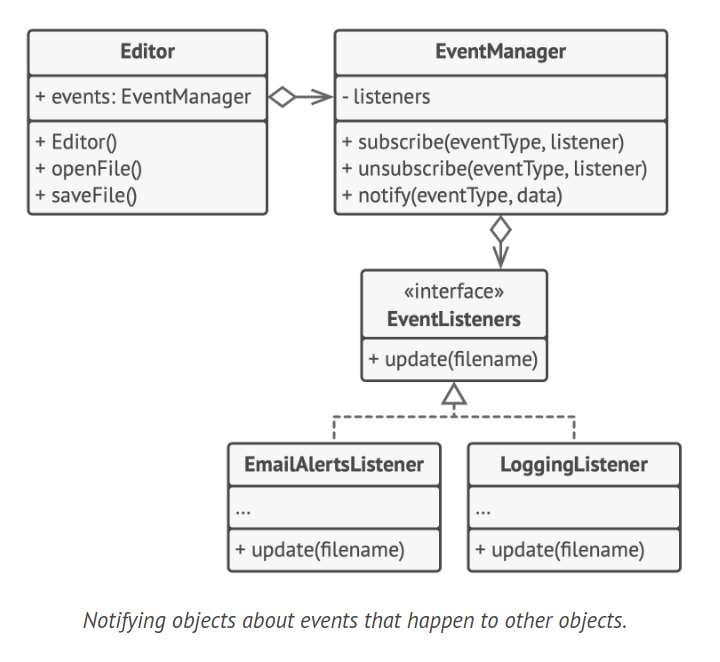 Editor
+ events: EventManager
+ Editor()
+ openFile()
+ saveFile()
EventManager
- listeners
+ subscribe(eventType, listener)
+ unsubscribe(eventType, listener)
+ notify(eventType, data)
«interface»
EventListeners
+ update(filename)
EmailAlertsListener
...
+ update(filename)
LoggingListener
...
+ update(filename)
Notifying objects about events that happen to other objects.